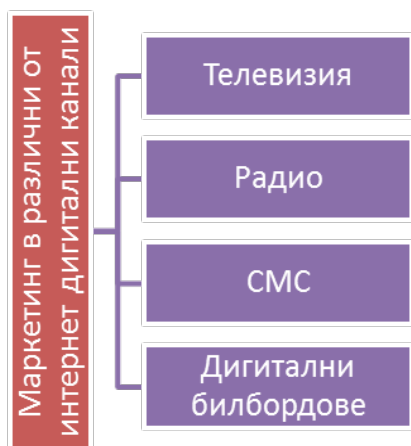 Маркетинг в различни от
интернет дигитални канали
Телевизия
Радио
СМС
Дигитални
билбордове